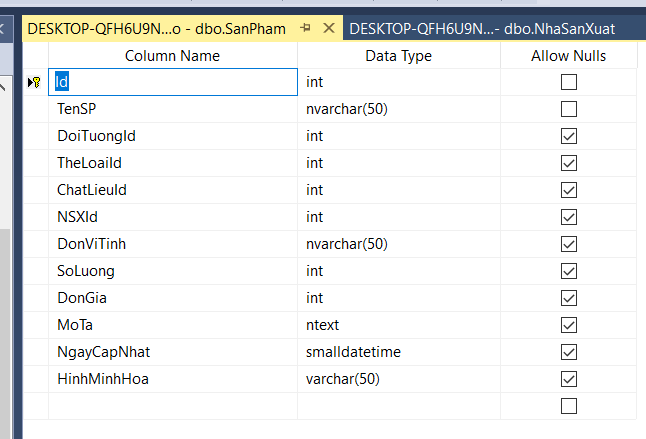 DESKTOP-QFH6U9N...o - dbo.SanPham DESKTOP-QFH6U9N...- dbo.NhaSanXuat
Column Name Data Type Allow Nulls
Id int
TenSP nvarchar(50)
DoiTuongId int
TheLoaiId int
ChatLieuId int
NSXId int
DonViTinh nvarchar(50)
SoLuong int
DonGia int
MoTa ntext
NgayCapNhat smalldatetime
HinhMinhHoa varchar(50)